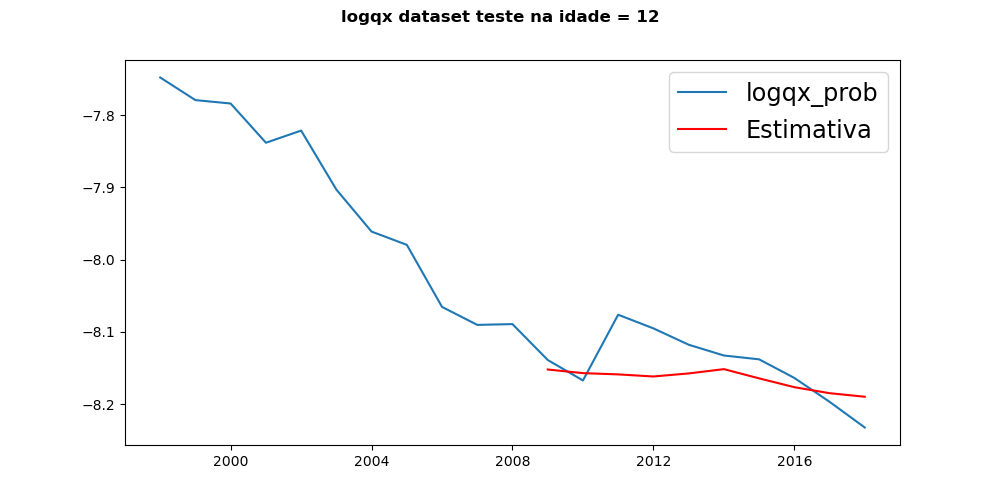 logqx dataset teste na idade = 12
logqx_prob
Estimativa
−7.8
−7.9
−8.0
−8.1
−8.2
2000 2004 2008 2012 2016